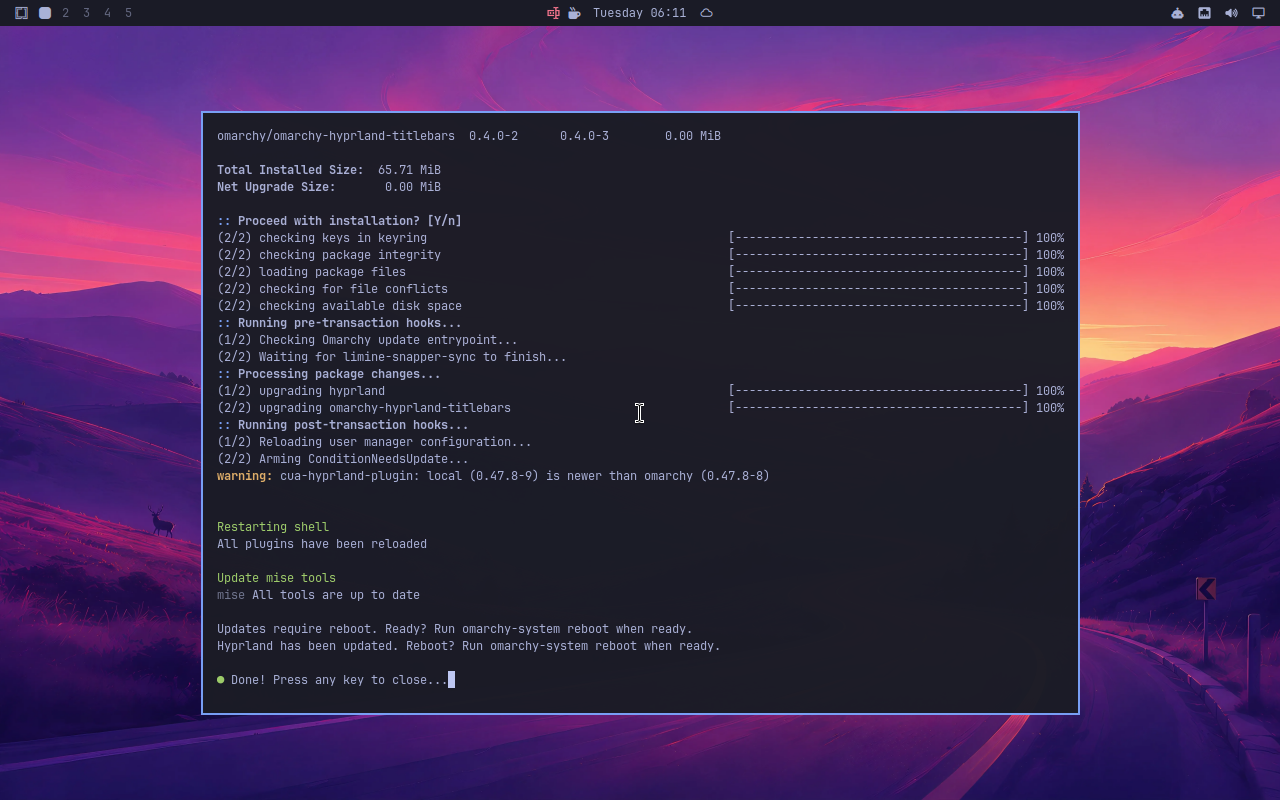 2 3 4 5 Tuesday 06:11
omarchy/omarchy-hyprland-titlebars 0.4.0-2 0.4.0-3 0.00 MiB
Total Installed Size: 65.71 MiB
Net Upgrade Size: 0.00 MiB
:: Proceed with installation? [Y/n]
(2/2) checking keys in keyring [-----------------------------------------] 100%
(2/2) checking package integrity [-----------------------------------------] 100%
(2/2) loading package files [-----------------------------------------] 100%
(2/2) checking for file conflicts [-----------------------------------------] 100%
(2/2) checking available disk space [-----------------------------------------] 100%
:: Running pre-transaction hooks...
(1/2) Checking Omarchy update entrypoint...
(2/2) Waiting for limine-snapper-sync to finish...
:: Processing package changes...
(1/2) upgrading hyprland [-----------------------------------------] 100%
(2/2) upgrading omarchy-hyprland-titlebars [-----------------------------------------] 100%
:: Running post-transaction hooks...
(1/2) Reloading user manager configuration...
(2/2) Arming ConditionNeedsUpdate...
warning: cua-hyprland-plugin: local (0.47.8-9) is newer than omarchy (0.47.8-8)
Restarting shell
All plugins have been reloaded
Update mise tools
mise All tools are up to date
Updates require reboot. Ready? Run omarchy-system reboot when ready.
Hyprland has been updated. Reboot? Run omarchy-system reboot when ready.
● Done! Press any key to close...